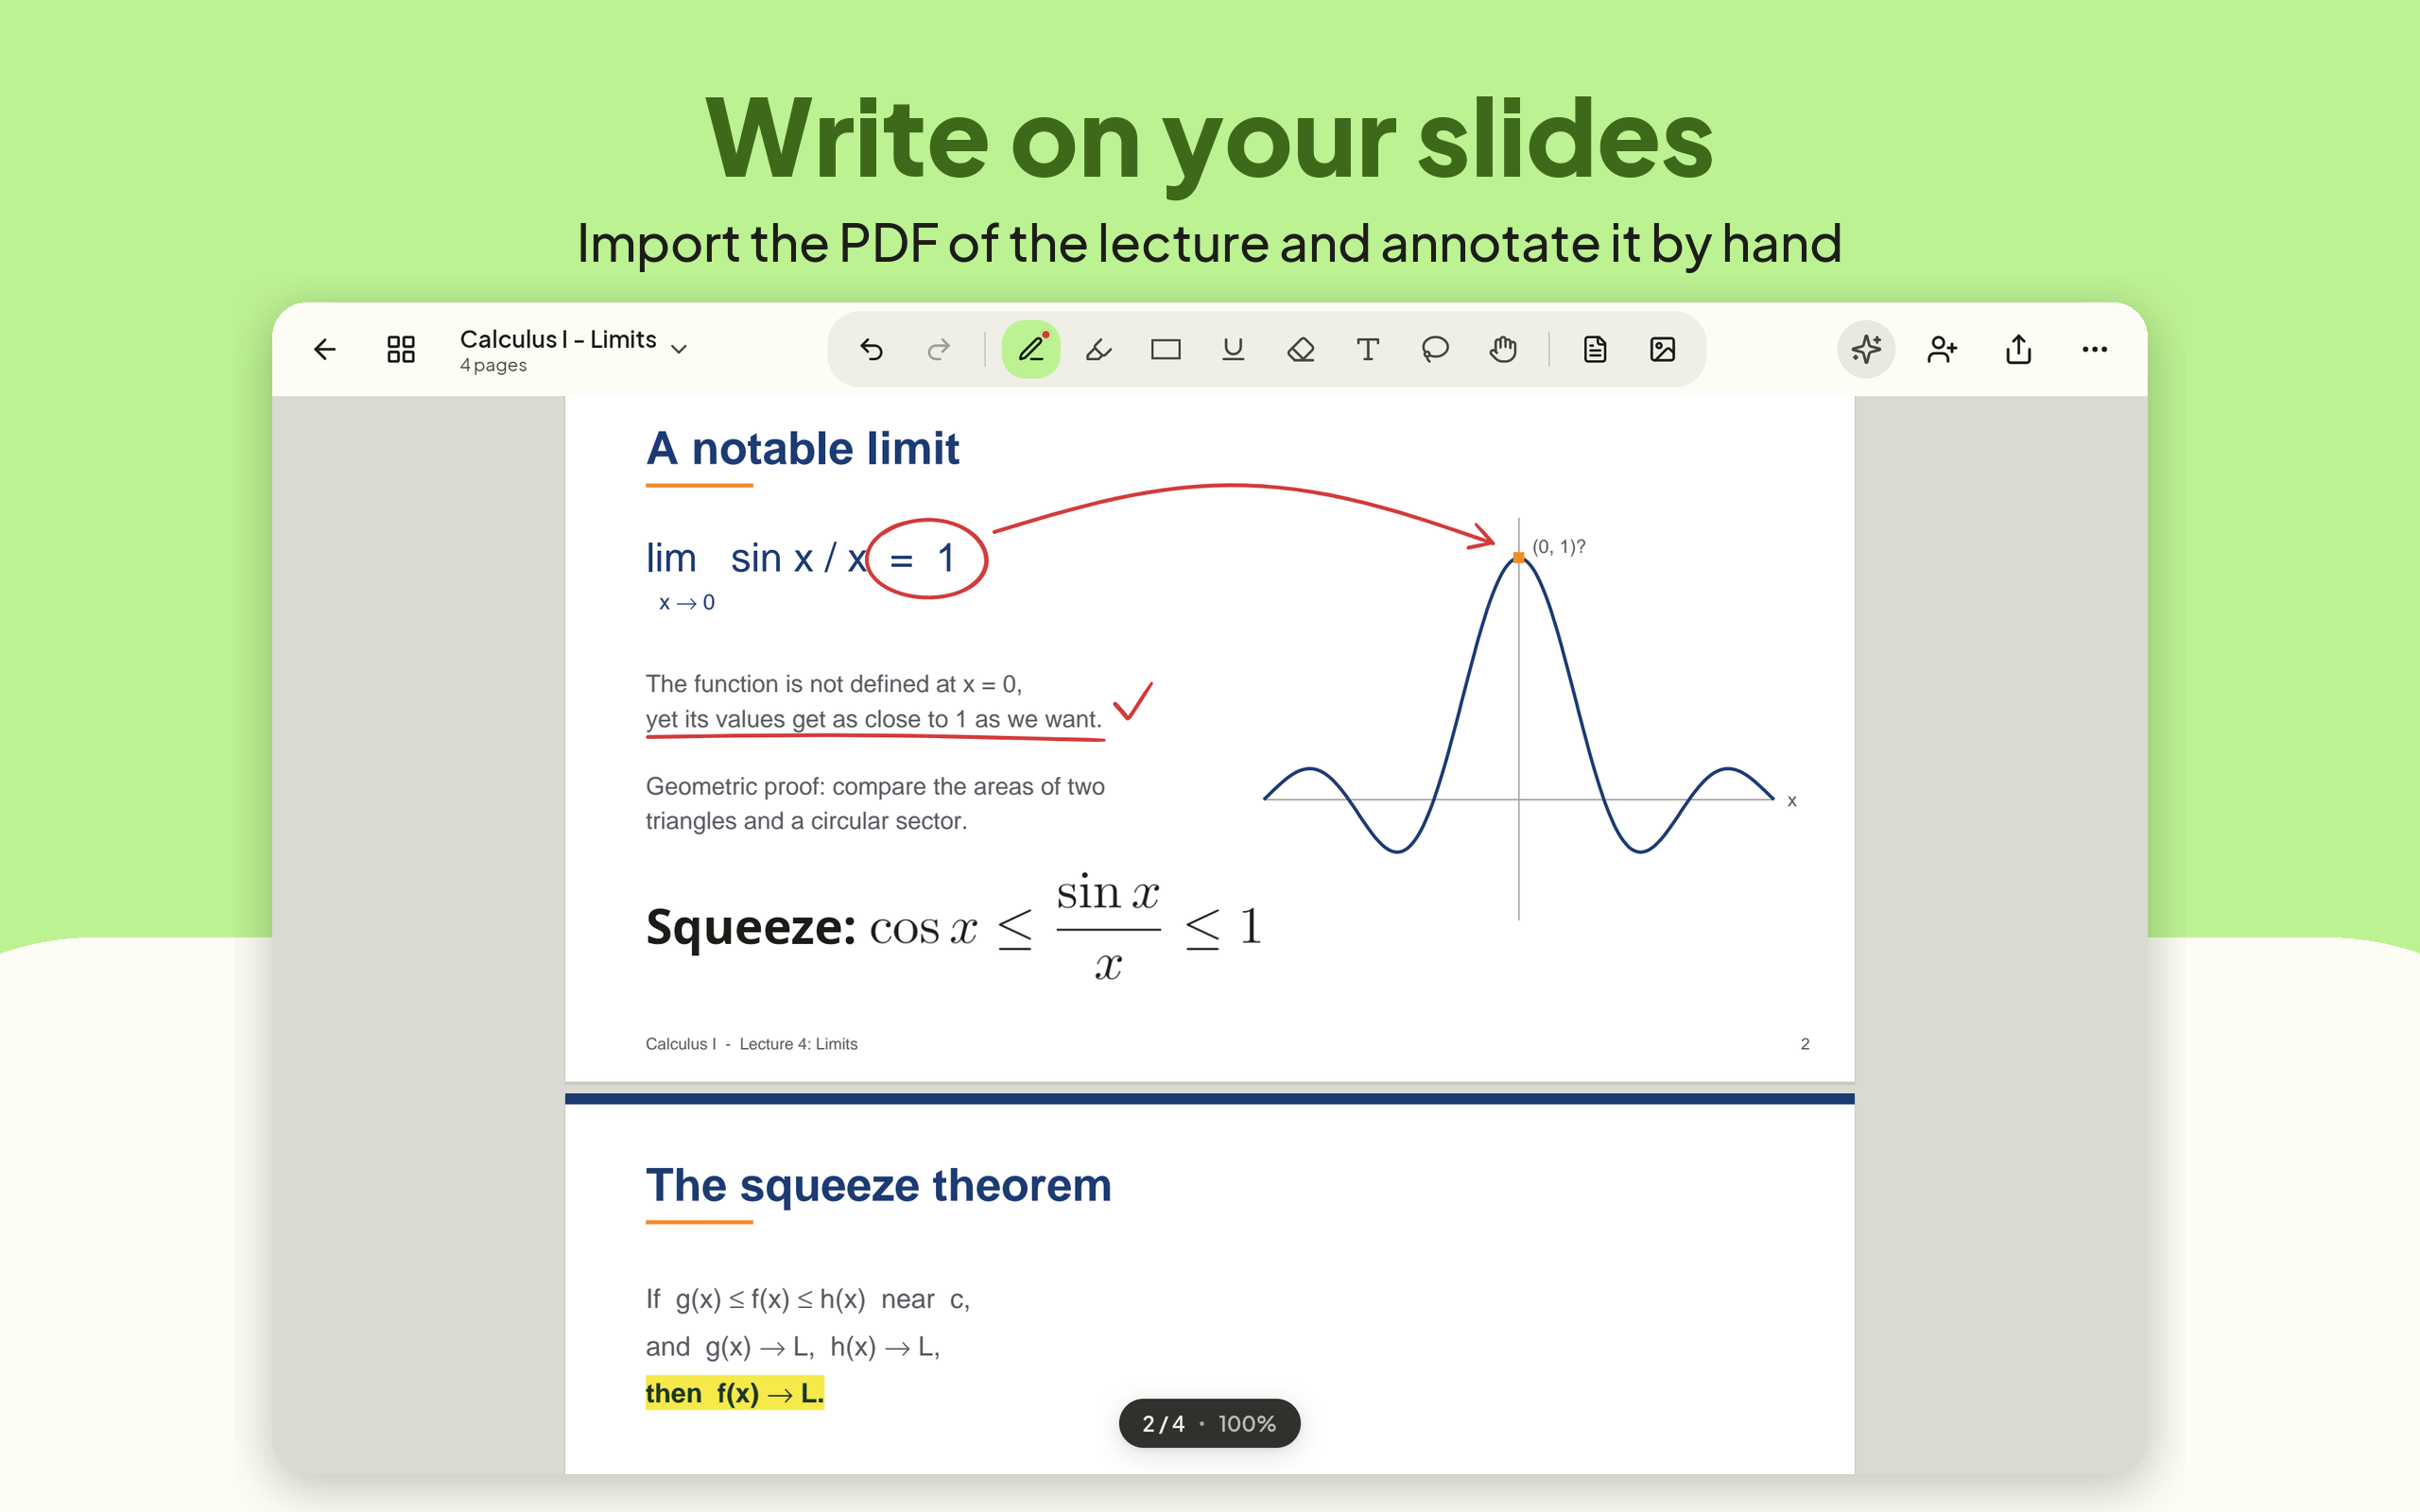 Write on your slides
Import the PDF of the lecture and annotate it by hand
Calculus I - Limits
4 pages
A notable limit
lim sin x / x = 1
x → 0
(0, 1)?
The function is not defined at x = 0,
yet its values get as close to 1 as we want.
x
Geometric proof: compare the areas of two
triangles and a circular sector.
Squeeze: cos x ≤ sin x / x ≤ 1
Calculus I - Lecture 4: Limits
2
The squeeze theorem
If g(x) ≤ f(x) ≤ h(x) near c,
and g(x) → L, h(x) → L,
then f(x) → L.
2 / 4 · 100%